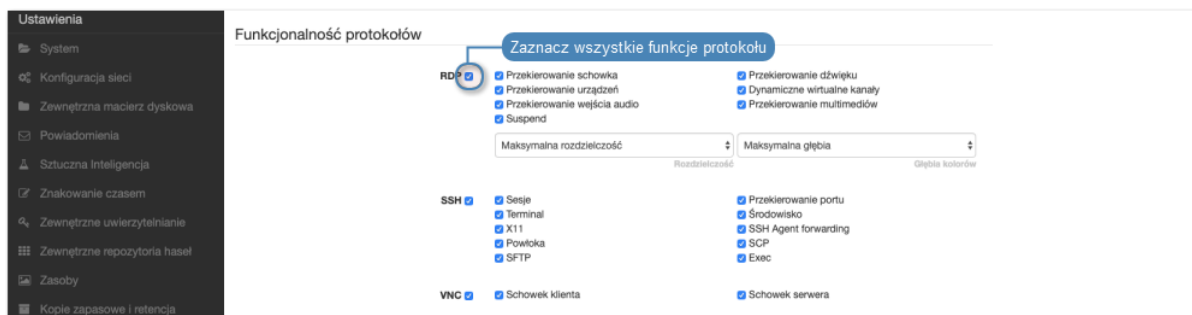 Ustawienia
System
Konfiguracja sieci
Zewnętrzna macierz dyskowa
Powiadomienia
Sztuczna Inteligencja
Znakowanie czasem
Zewnętrzne uwierzytelnianie
Zewnętrzne repozytoria haseł
Zasoby
Kopie zapasowe i retencja
Funkcjonalność protokołów
Zaznacz wszystkie funkcje protokołu
RDP
Przekierowanie schowka
Przekierowanie dźwięku
Przekierowanie urządzeń
Dynamiczne wirtualne kanały
Przekierowanie wejścia audio
Przekierowanie multimediów
Suspend
Maksymalna rozdzielczość
Maksymalna głębia
Rozdzielczość
Głębia kolorów
SSH
Sesje
Przekierowanie portu
Terminal
Środowisko
X11
SSH Agent forwarding
Powłoka
SCP
SFTP
Exec
VNC
Schowek klienta
Schowek serwera